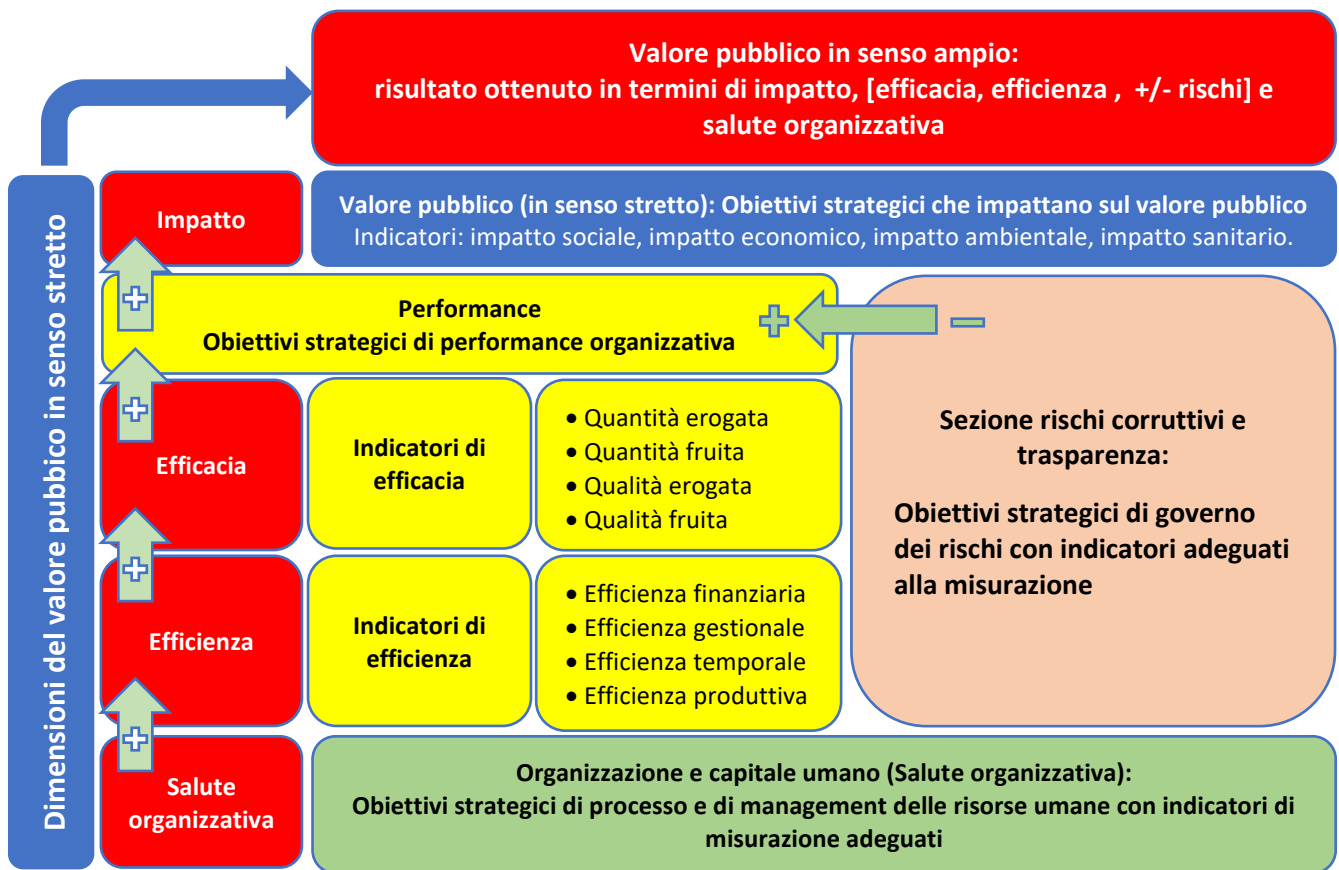 Valore pubblico in senso ampio:
risultato ottenuto in termini di impatto, [efficacia, efficienza , +/- rischi] e
salute organizzativa
Dimensioni del valore pubbico in senso stretto
Impatto
Valore pubblico (in senso stretto): Obiettivi strategici che impattano sul valore pubblico
Indicatori: impatto sociale, impatto economico, impatto ambientale, impatto sanitario.
Performance
Obiettivi strategici di performance organizzativa
Efficacia
Indicatori di
efficacia
• Quantità erogata
• Quantità fruita
• Qualità erogata
• Qualità fruita
Sezione rischi corruttivi e
trasparenza:
Obiettivi strategici di governo
dei rischi con indicatori adeguati
alla misurazione
Efficienza
Indicatori di
efficienza
• Efficienza finanziaria
• Efficienza gestionale
• Efficienza temporale
• Efficienza produttiva
Salute
organizzativa
Organizzazione e capitale umano (Salute organizzativa):
Obiettivi strategici di processo e di management delle risorse umane con indicatori di
misurazione adeguati